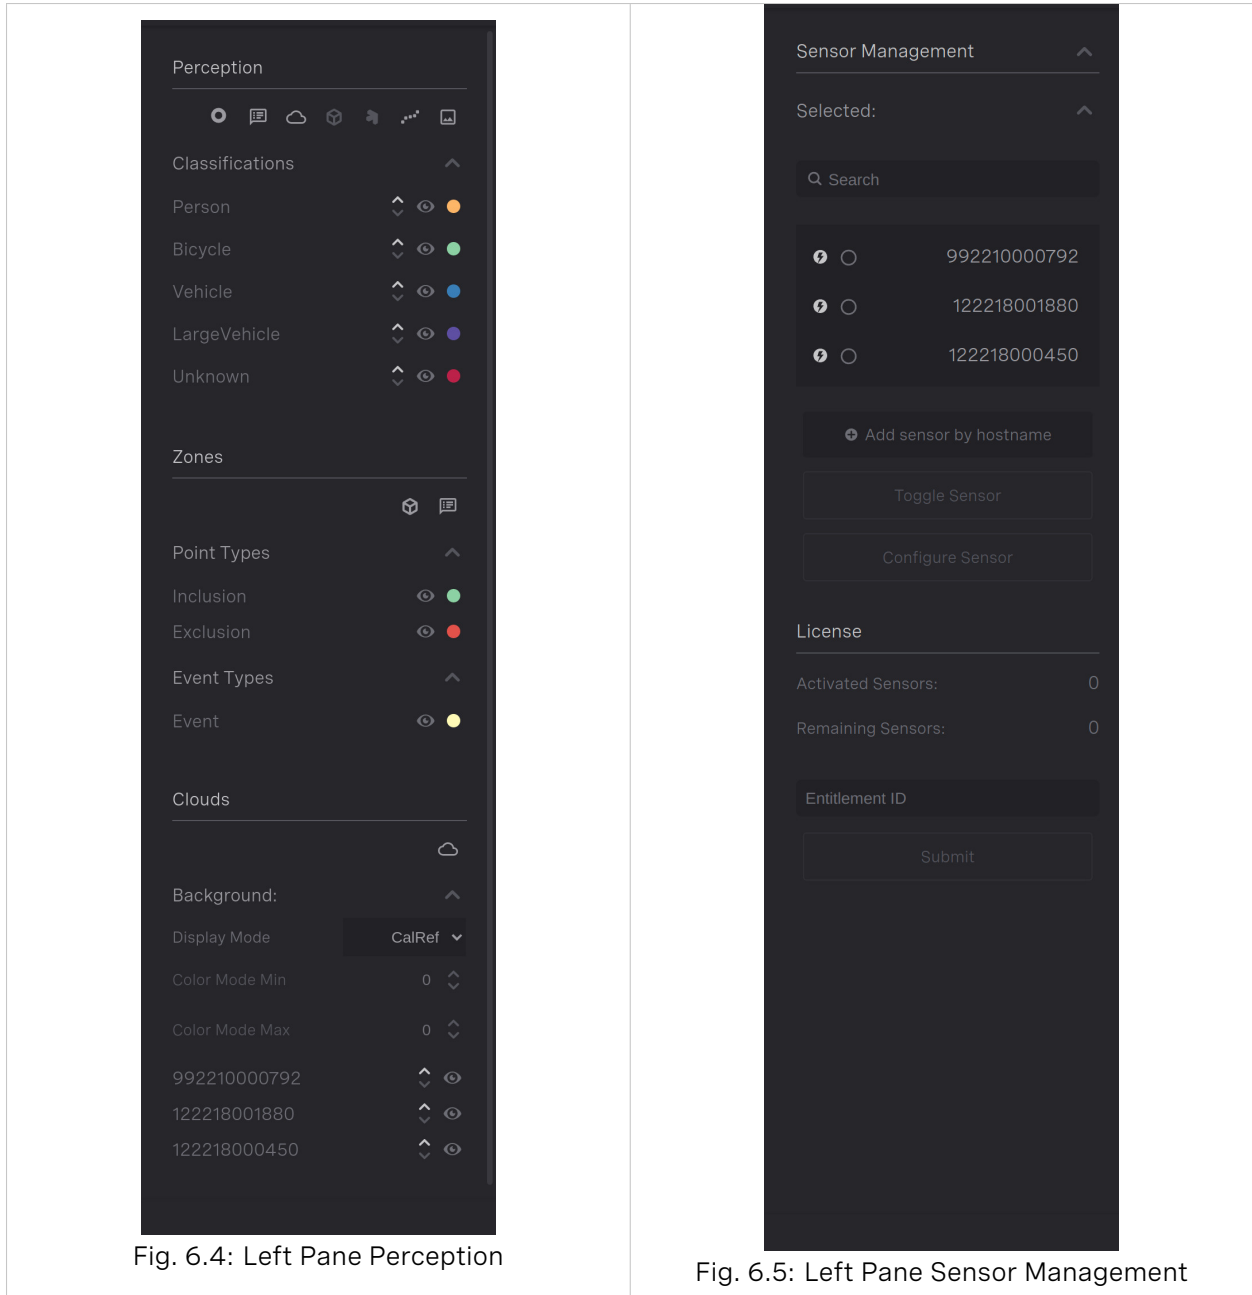 Perception
Classifications
Person
Bicycle
Vehicle
LargeVehicle
Unknown
Zones
Point Types
Inclusion
Exclusion
Event Types
Event
Clouds
Background:
Display Mode CalRef
Color Mode Min 0
Color Mode Max 0
992210000792
122218001880
122218000450
Fig. 6.4: Left Pane Perception
Sensor Management
Selected:
Search
992210000792
122218001880
122218000450
Add sensor by hostname
Toggle Sensor
Configure Sensor
License
Activated Sensors: 0
Remaining Sensors: 0
Entitlement ID
Submit
Fig. 6.5: Left Pane Sensor Management